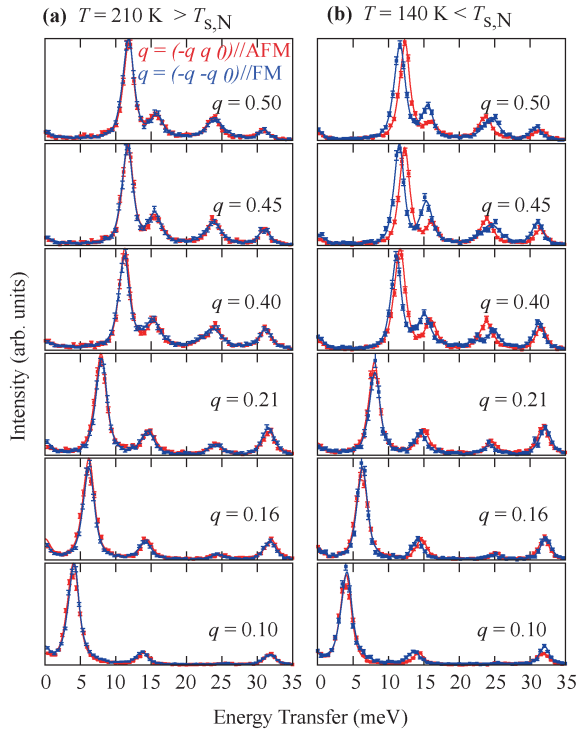 (a) T = 210 K > Ts,N
(b) T = 140 K < Ts,N
q = (-q q 0)//AFM
q = (-q -q 0)//FM
q = 0.50
q = 0.50
q = 0.45
q = 0.45
q = 0.40
q = 0.40
q = 0.21
q = 0.21
q = 0.16
q = 0.16
q = 0.10
q = 0.10
Intensity (arb. units)
0 5 10 15 20 25 30 35
0 5 10 15 20 25 30 35
Energy Transfer (meV)